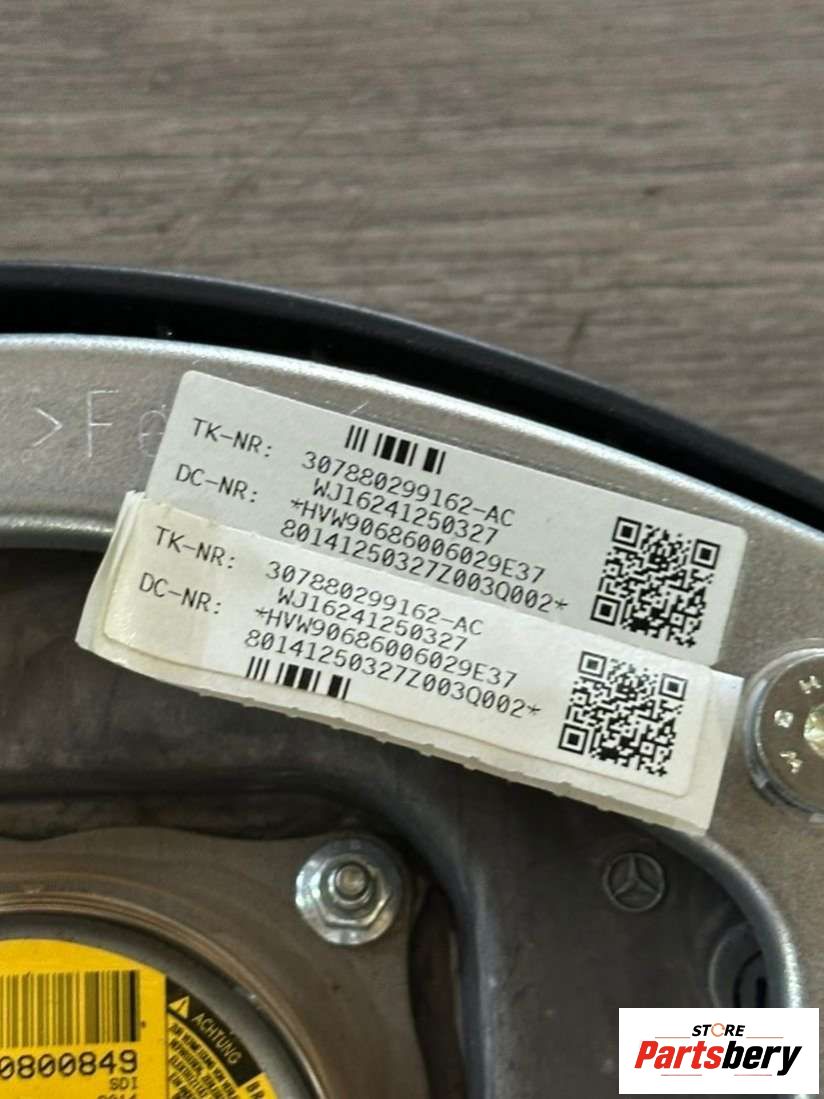 TK-NR: 307880299162-AC
WJ16241250327
DC-NR: *HVW90686006029E37
80141250327Z003Q002*
TK-NR: 307880299162-AC
WJ16241250327
DC-NR: *HVW90686006029E37
80141250327Z003Q002*
0800849
SDI
ACHTUNG
STORE
Partsbery